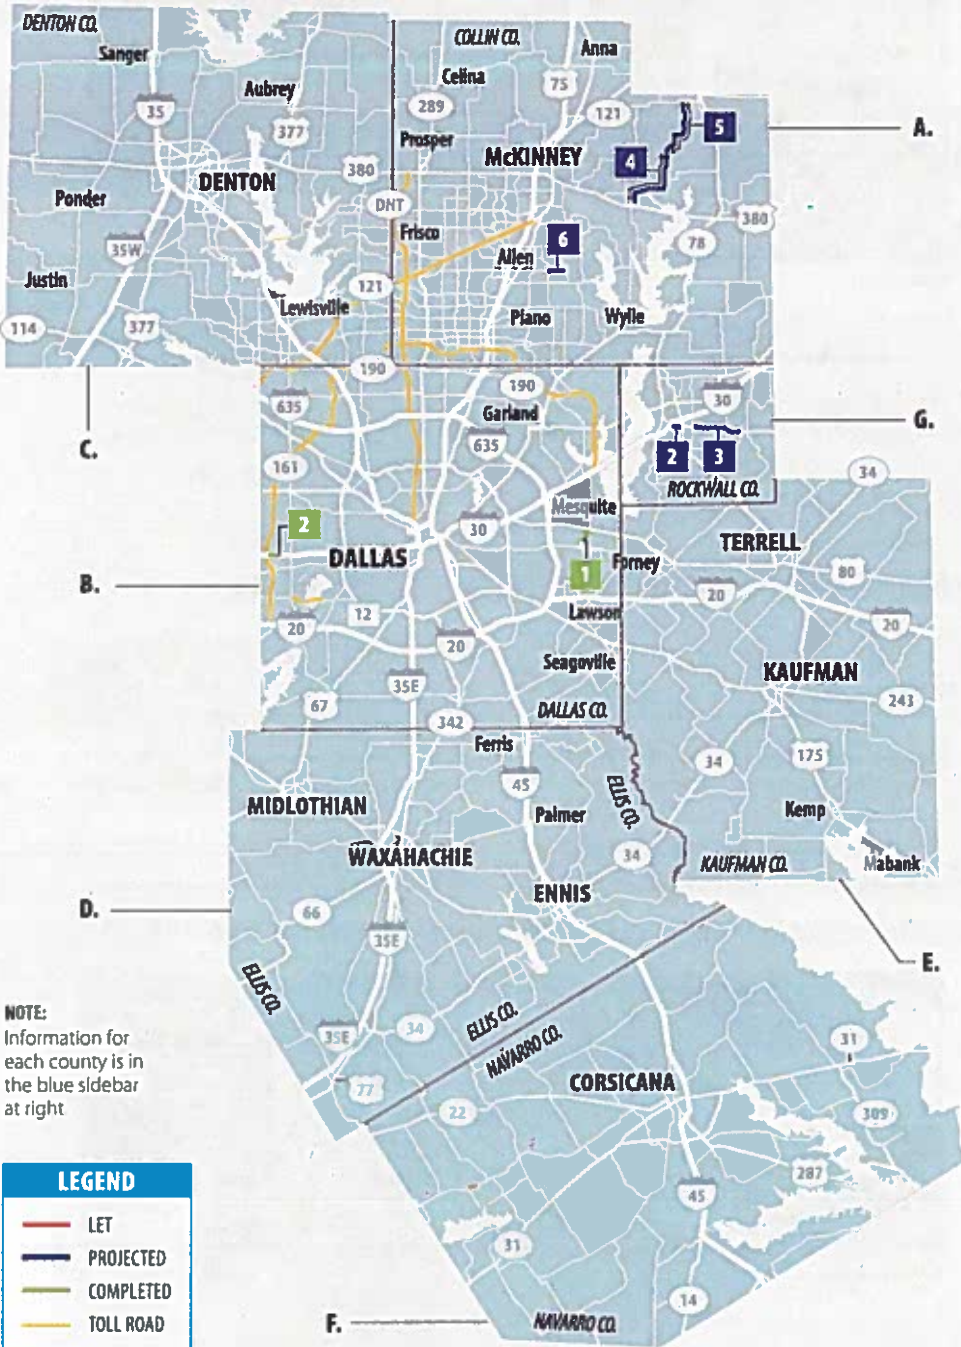 DENTON CO.
COLLIN CO.
Sanger
Anna
Celina
Aubrey
35
75
289
121
377
5
A.
Prosper
McKINNEY
4
380
DENTON
Ponder
DNT
380
Frisco
6
78
35W
Allen
Justin
121
Lewisville
Plano
Wylie
114
377
190
190
30
635
Garland
G.
C.
635
2
3
161
34
ROCKWALL CO.
Mesquite
2
30
TERRELL
DALLAS
Forney
B.
1
80
20
12
Lawson
20
20
20
Seagoville
KAUFMAN
35E
67
243
DALLAS CO.
342
Ferris
34
175
45
MIDLOTHIAN
ELLIS CO.
Palmer
Kemp
WAXAHACHIE
34
KAUFMAN CO.
Mabank
ENNIS
D.
66
35E
E.
ELLIS CO.
NOTE:
Information for
each county is in
the blue sidebar
at right
ELLIS CO.
35E
34
NAVARRO CO.
31
77
CORSICANA
22
309
LEGEND
LET
PROJECTED
COMPLETED
TOLL ROAD
287
45
31
14
F.
NAVARRO CO.